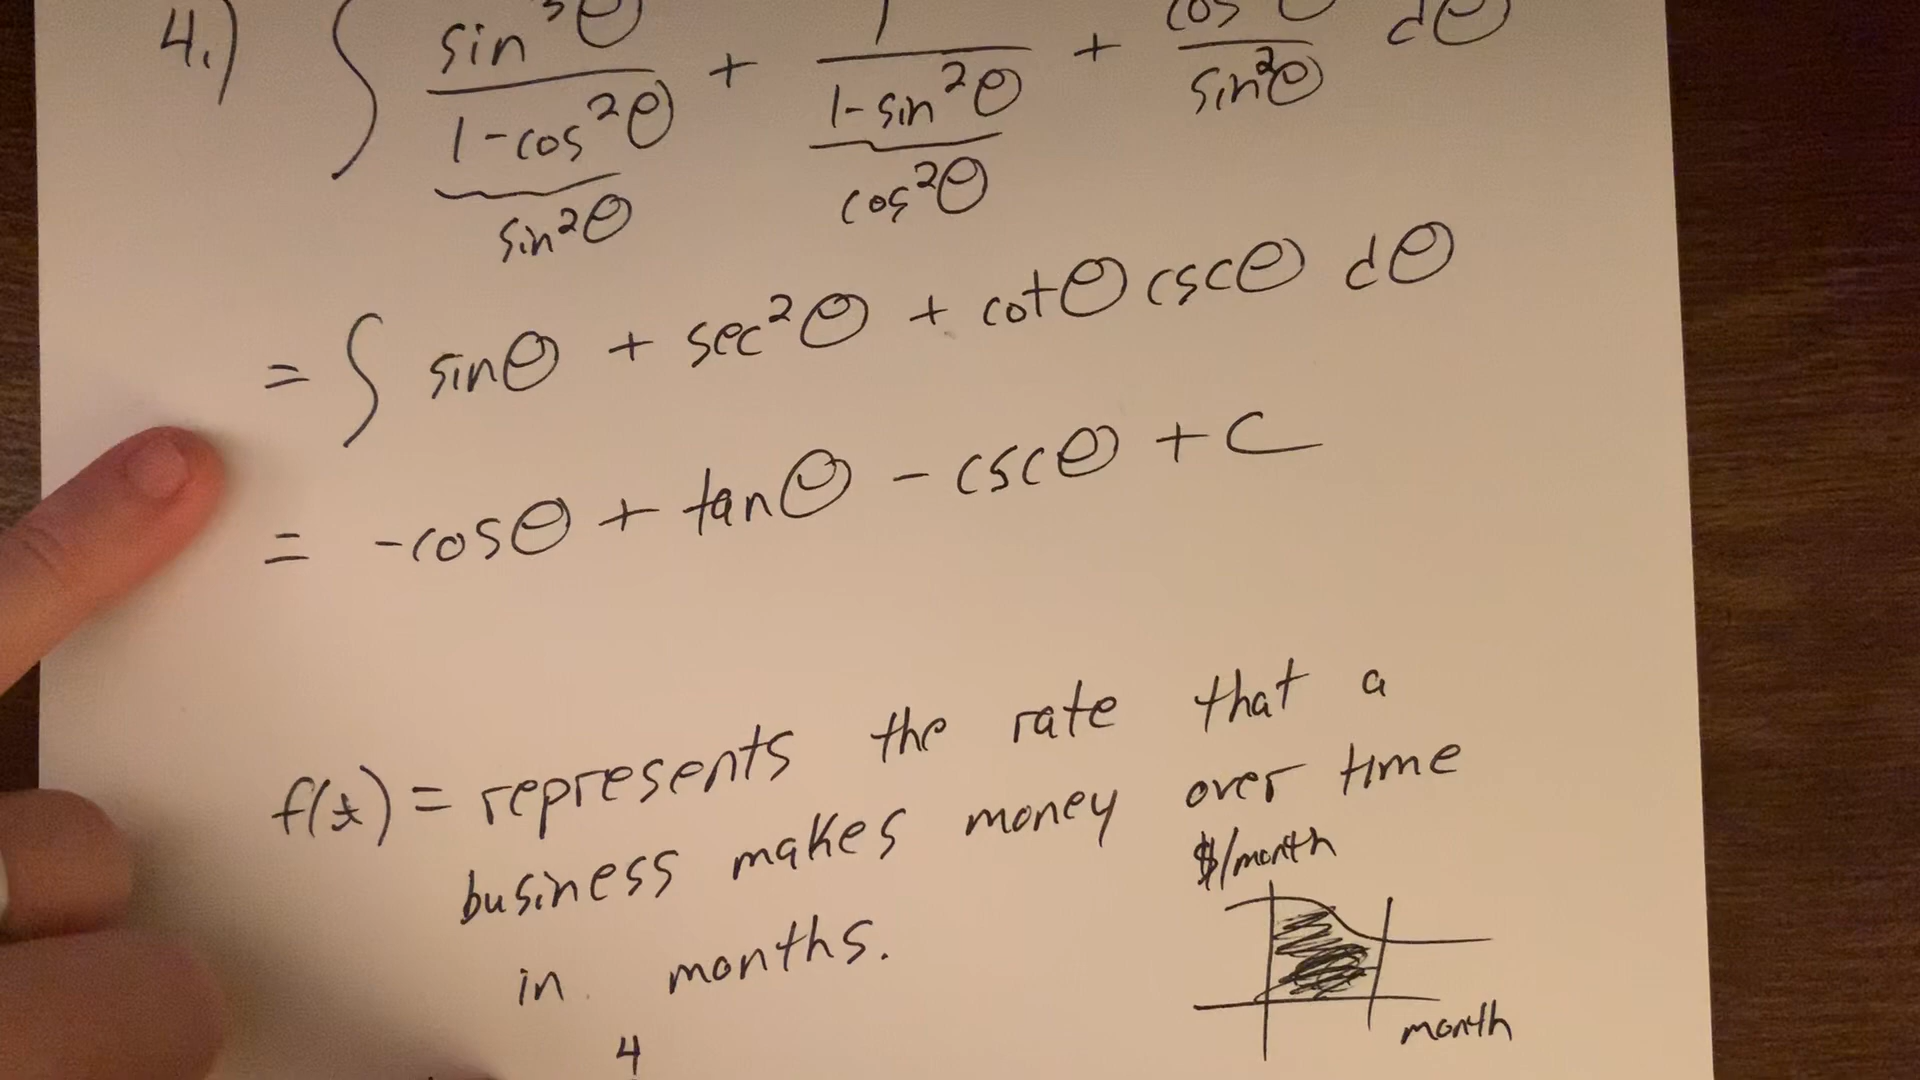 4.) ∫ sin³θ/(1-cos²θ) + 1/(1-sin²θ) + cosθ/sin²θ dθ
sin²θ cos²θ
= ∫ sinθ + sec²θ + cotθ cscθ dθ
= -cosθ + tanθ - cscθ + C
f(t) = represents the rate that a
business makes money over time
in months.
$/month
month
4